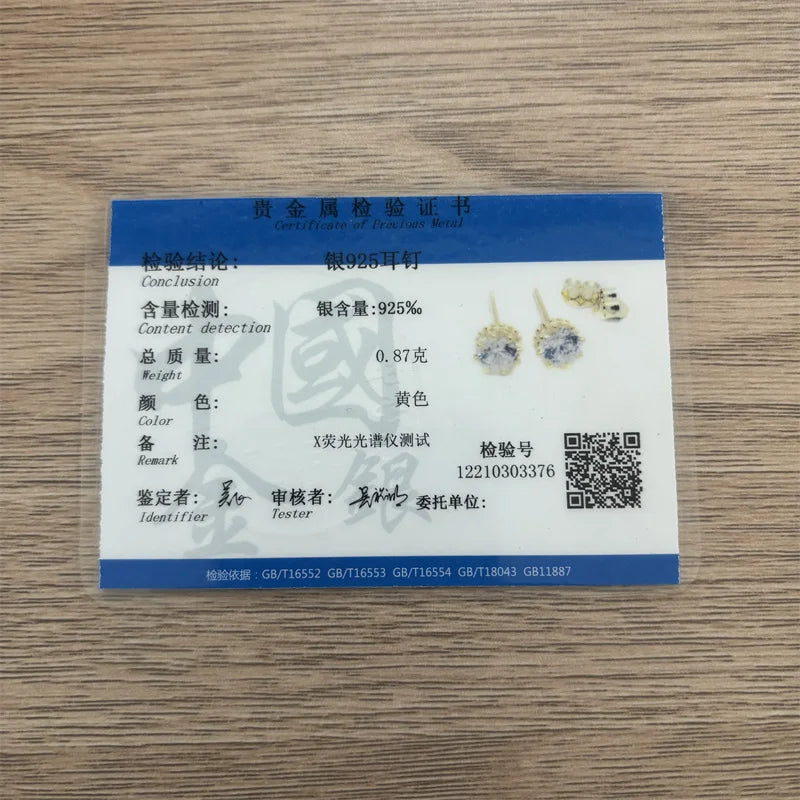 贵金属检验证书
Certificate of Precious Metal
检验结论: 银925耳钉
Conclusion
含量检测: 银含量:925‰
Content detection
总质量: 0.87克
Weight
颜色: 黄色
Color
备注: X荧光光谱仪测试
Remark
检验号
12210303376
鉴定者: 审核者: 委托单位:
Identifier Tester
中國
金銀
检验依据：GB/T16552 GB/T16553 GB/T16554 GB/T18043 GB11887